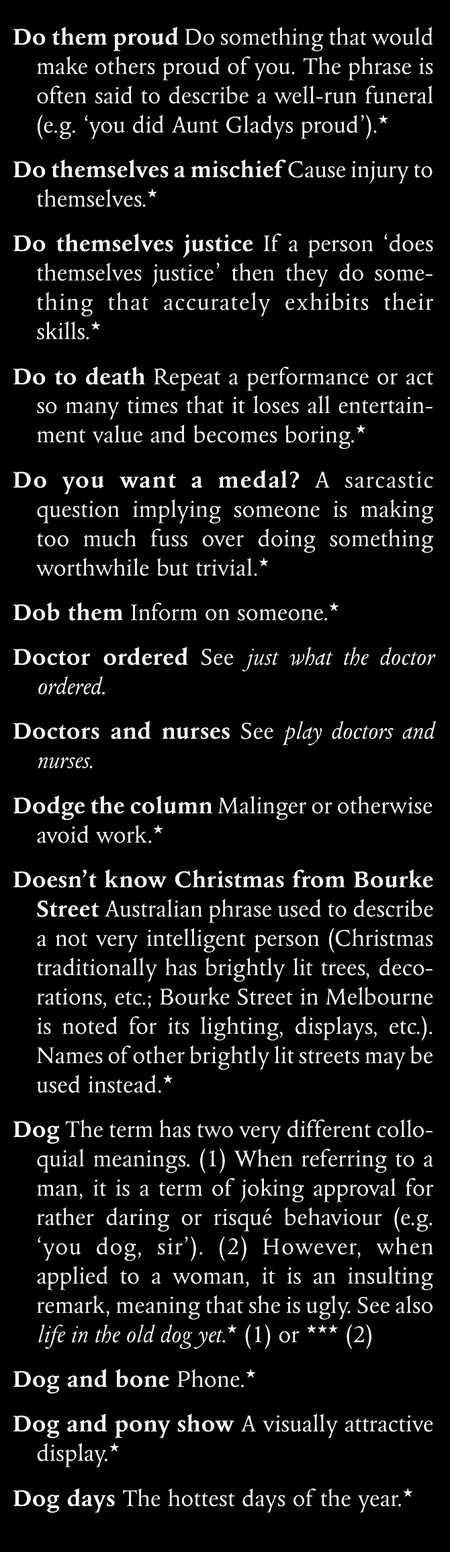 Do them proud Do something that would
make others proud of you. The phrase is
often said to describe a well-run funeral
(e.g. ‘you did Aunt Gladys proud’).★
Do themselves a mischief Cause injury to
themselves.★
Do themselves justice If a person ‘does
themselves justice’ then they do some-
thing that accurately exhibits their
skills.★
Do to death Repeat a performance or act
so many times that it loses all entertain-
ment value and becomes boring.★
Do you want a medal? A sarcastic
question implying someone is making
too much fuss over doing something
worthwhile but trivial.★
Dob them Inform on someone.★
Doctor ordered See just what the doctor
ordered.
Doctors and nurses See play doctors and
nurses.
Dodge the column Malinger or otherwise
avoid work.★
Doesn’t know Christmas from Bourke
Street Australian phrase used to describe
a not very intelligent person (Christmas
traditionally has brightly lit trees, deco-
rations, etc.; Bourke Street in Melbourne
is noted for its lighting, displays, etc.).
Names of other brightly lit streets may be
used instead.★
Dog The term has two very different collo-
quial meanings. (1) When referring to a
man, it is a term of joking approval for
rather daring or risqué behaviour (e.g.
‘you dog, sir’). (2) However, when
applied to a woman, it is an insulting
remark, meaning that she is ugly. See also
life in the old dog yet.★ (1) or ★★★ (2)
Dog and bone Phone.★
Dog and pony show A visually attractive
display.★
Dog days The hottest days of the year.★